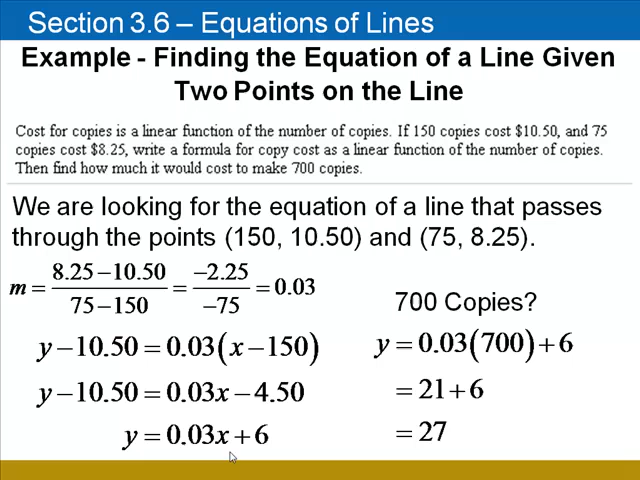 Section 3.6 – Equations of Lines
Example - Finding the Equation of a Line Given
Two Points on the Line
Cost for copies is a linear function of the number of copies. If 150 copies cost $10.50, and 75
copies cost $8.25, write a formula for copy cost as a linear function of the number of copies.
Then find how much it would cost to make 700 copies.
We are looking for the equation of a line that passes
through the points (150, 10.50) and (75, 8.25).
m = (8.25 − 10.50)/(75 − 150) = −2.25/−75 = 0.03
y − 10.50 = 0.03(x − 150)
y − 10.50 = 0.03x − 4.50
y = 0.03x + 6
700 Copies?
y = 0.03(700) + 6
= 21 + 6
= 27